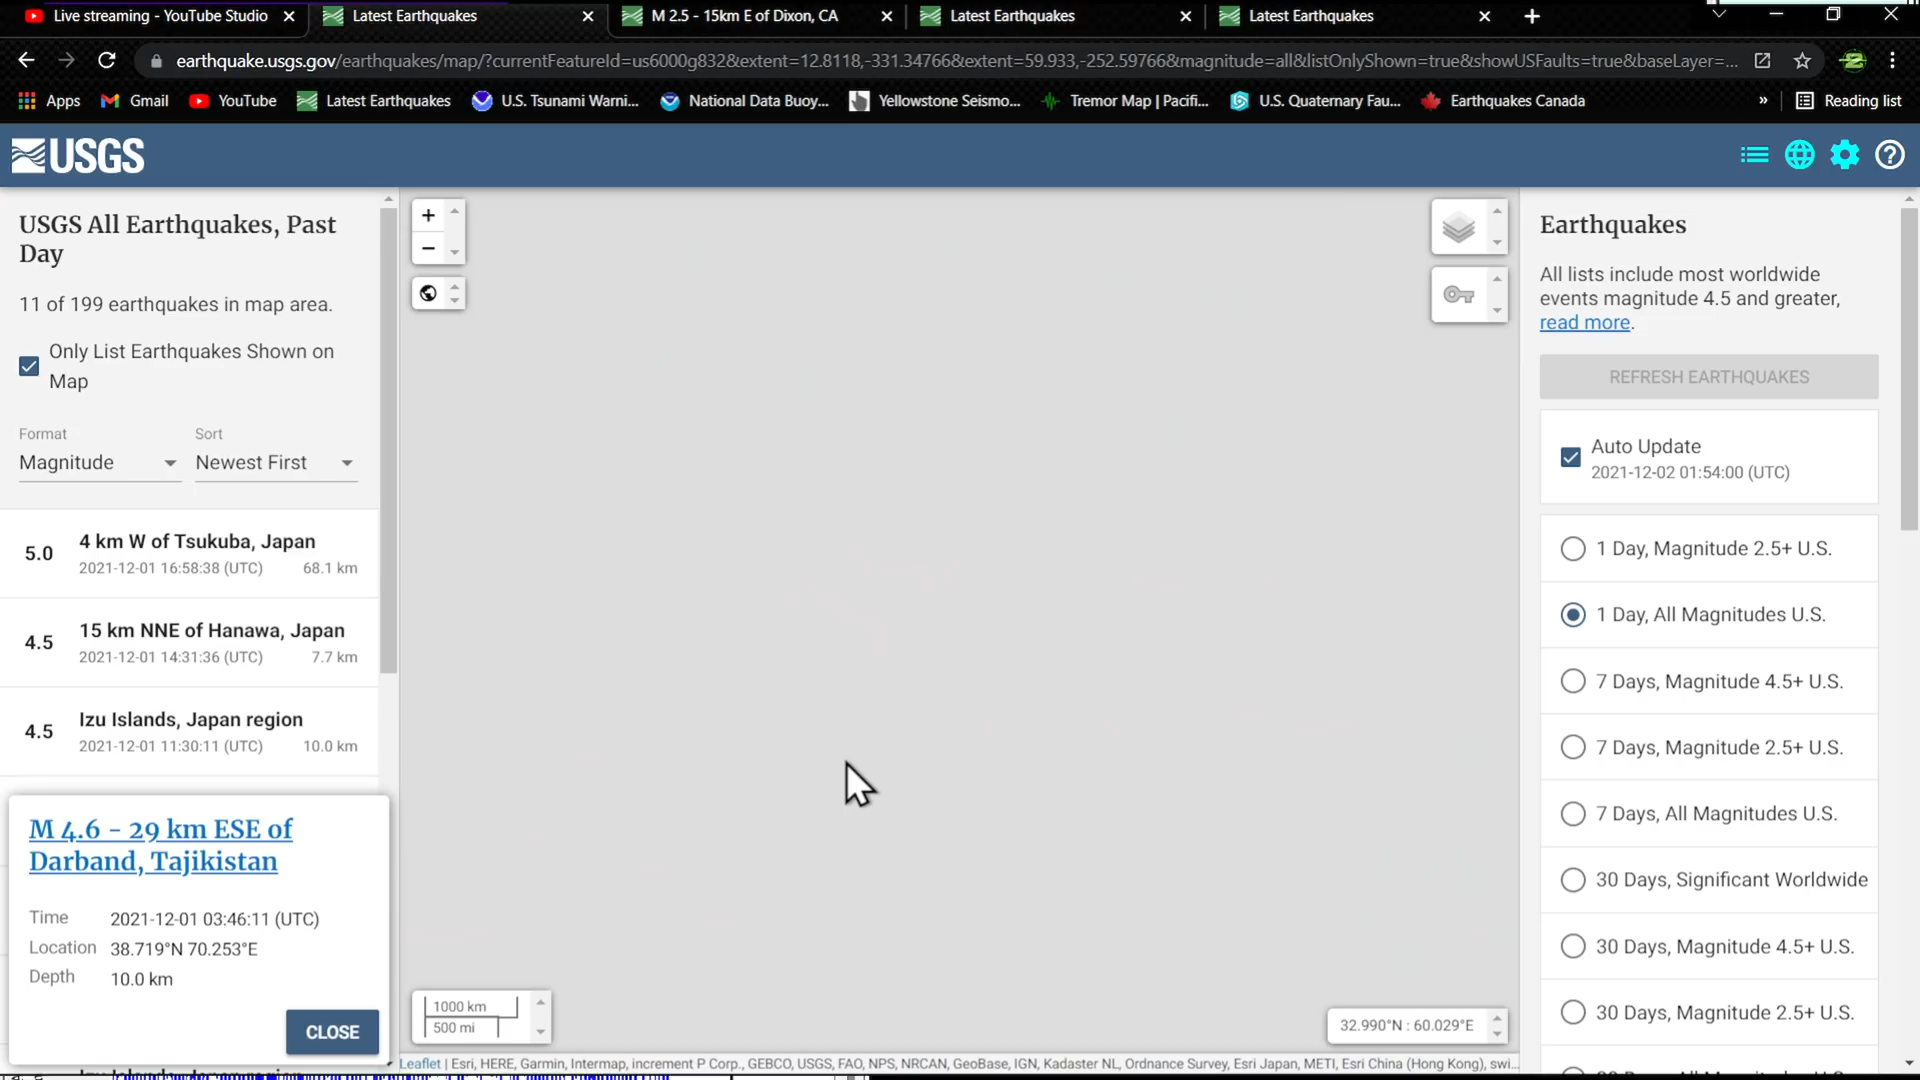 Live streaming - YouTube Studio
Latest Earthquakes
M 2.5 - 15km E of Dixon, CA
Latest Earthquakes
Latest Earthquakes
earthquake.usgs.gov/earthquakes/map/?currentFeatureId=us6000g832&extent=12.8118,-331.34766&extent=59.933,-252.59766&magnitude=all&listOnlyShown=true&showUSFaults=true&baseLayer=...
Apps
Gmail
YouTube
Latest Earthquakes
U.S. Tsunami Warni...
National Data Buoy...
Yellowstone Seismo...
Tremor Map | Pacifi...
U.S. Quaternary Fau...
Earthquakes Canada
»
Reading list
USGS
USGS All Earthquakes, Past
Day
11 of 199 earthquakes in map area.
Only List Earthquakes Shown on
Map
Format
Magnitude
Sort
Newest First
5.0
4 km W of Tsukuba, Japan
2021-12-01 16:58:38 (UTC) 68.1 km
4.5
15 km NNE of Hanawa, Japan
2021-12-01 14:31:36 (UTC) 7.7 km
4.5
Izu Islands, Japan region
2021-12-01 11:30:11 (UTC) 10.0 km
M 4.6 - 29 km ESE of
Darband, Tajikistan
Time 2021-12-01 03:46:11 (UTC)
Location 38.719°N 70.253°E
Depth 10.0 km
CLOSE
+
−
1000 km
500 mi
32.990°N : 60.029°E
Leaflet | Esri, HERE, Garmin, Intermap, increment P Corp., GEBCO, USGS, FAO, NPS, NRCAN, GeoBase, IGN, Kadaster NL, Ordnance Survey, Esri Japan, METI, Esri China (Hong Kong), swi...
Earthquakes
All lists include most worldwide
events magnitude 4.5 and greater,
read more.
REFRESH EARTHQUAKES
Auto Update
2021-12-02 01:54:00 (UTC)
1 Day, Magnitude 2.5+ U.S.
1 Day, All Magnitudes U.S.
7 Days, Magnitude 4.5+ U.S.
7 Days, Magnitude 2.5+ U.S.
7 Days, All Magnitudes U.S.
30 Days, Significant Worldwide
30 Days, Magnitude 4.5+ U.S.
30 Days, Magnitude 2.5+ U.S.